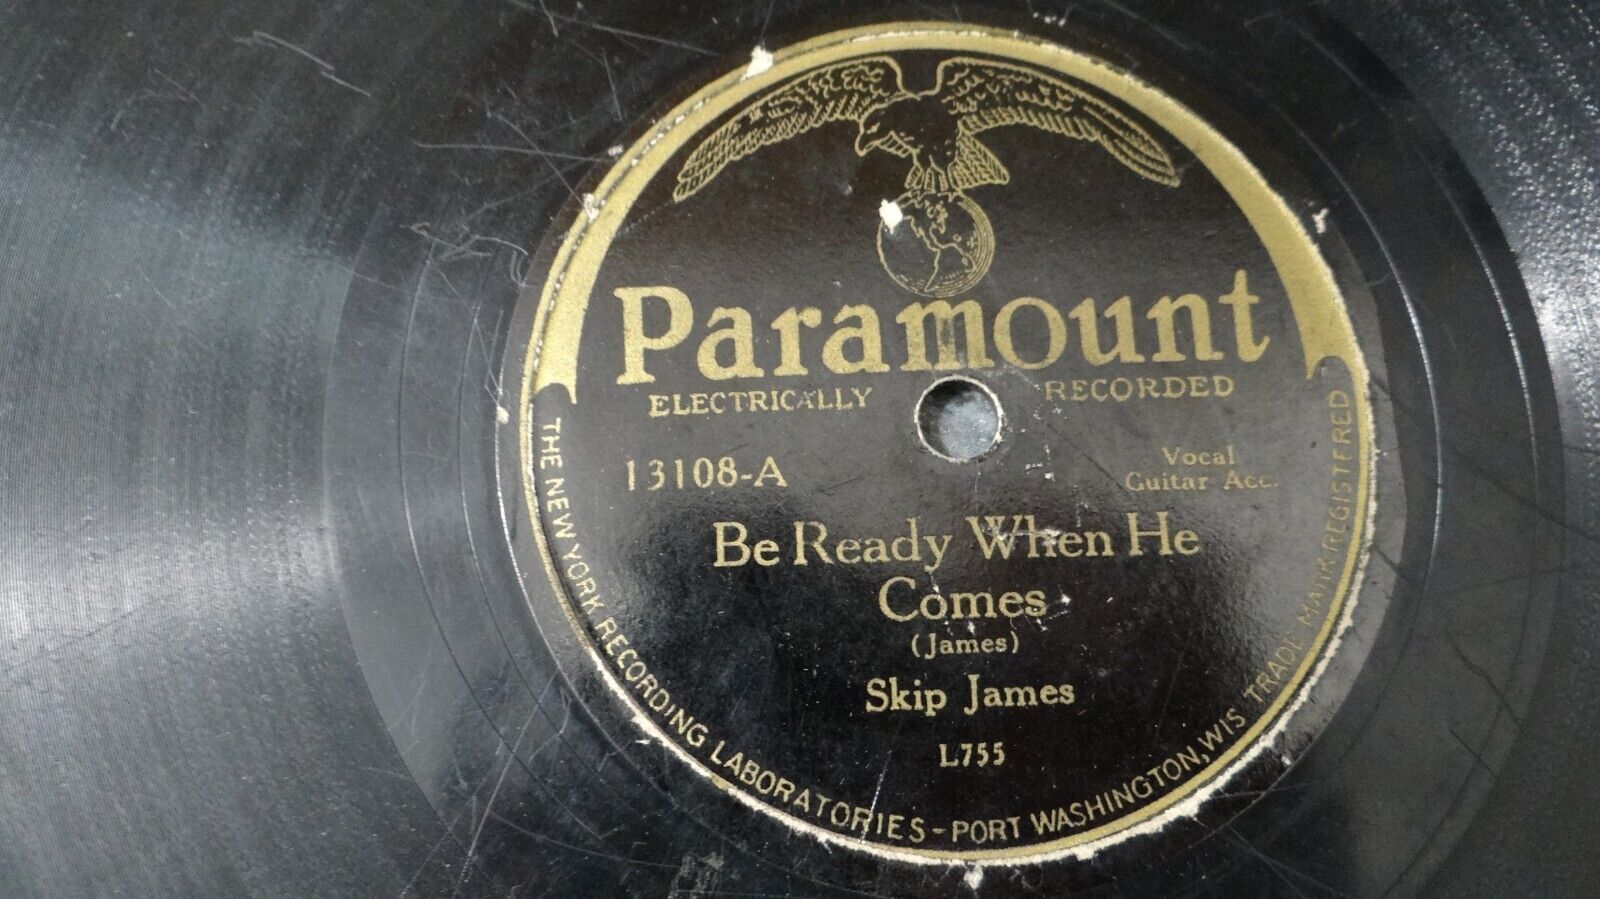 Paramount
ELECTRICALLY RECORDED
13108-A
Vocal
Guitar Acc.
Be Ready When He
Comes
(James)
Skip James
L755
THE NEW YORK RECORDING LABORATORIES - PORT WASHINGTON, WIS TRADE MARK REGISTERED